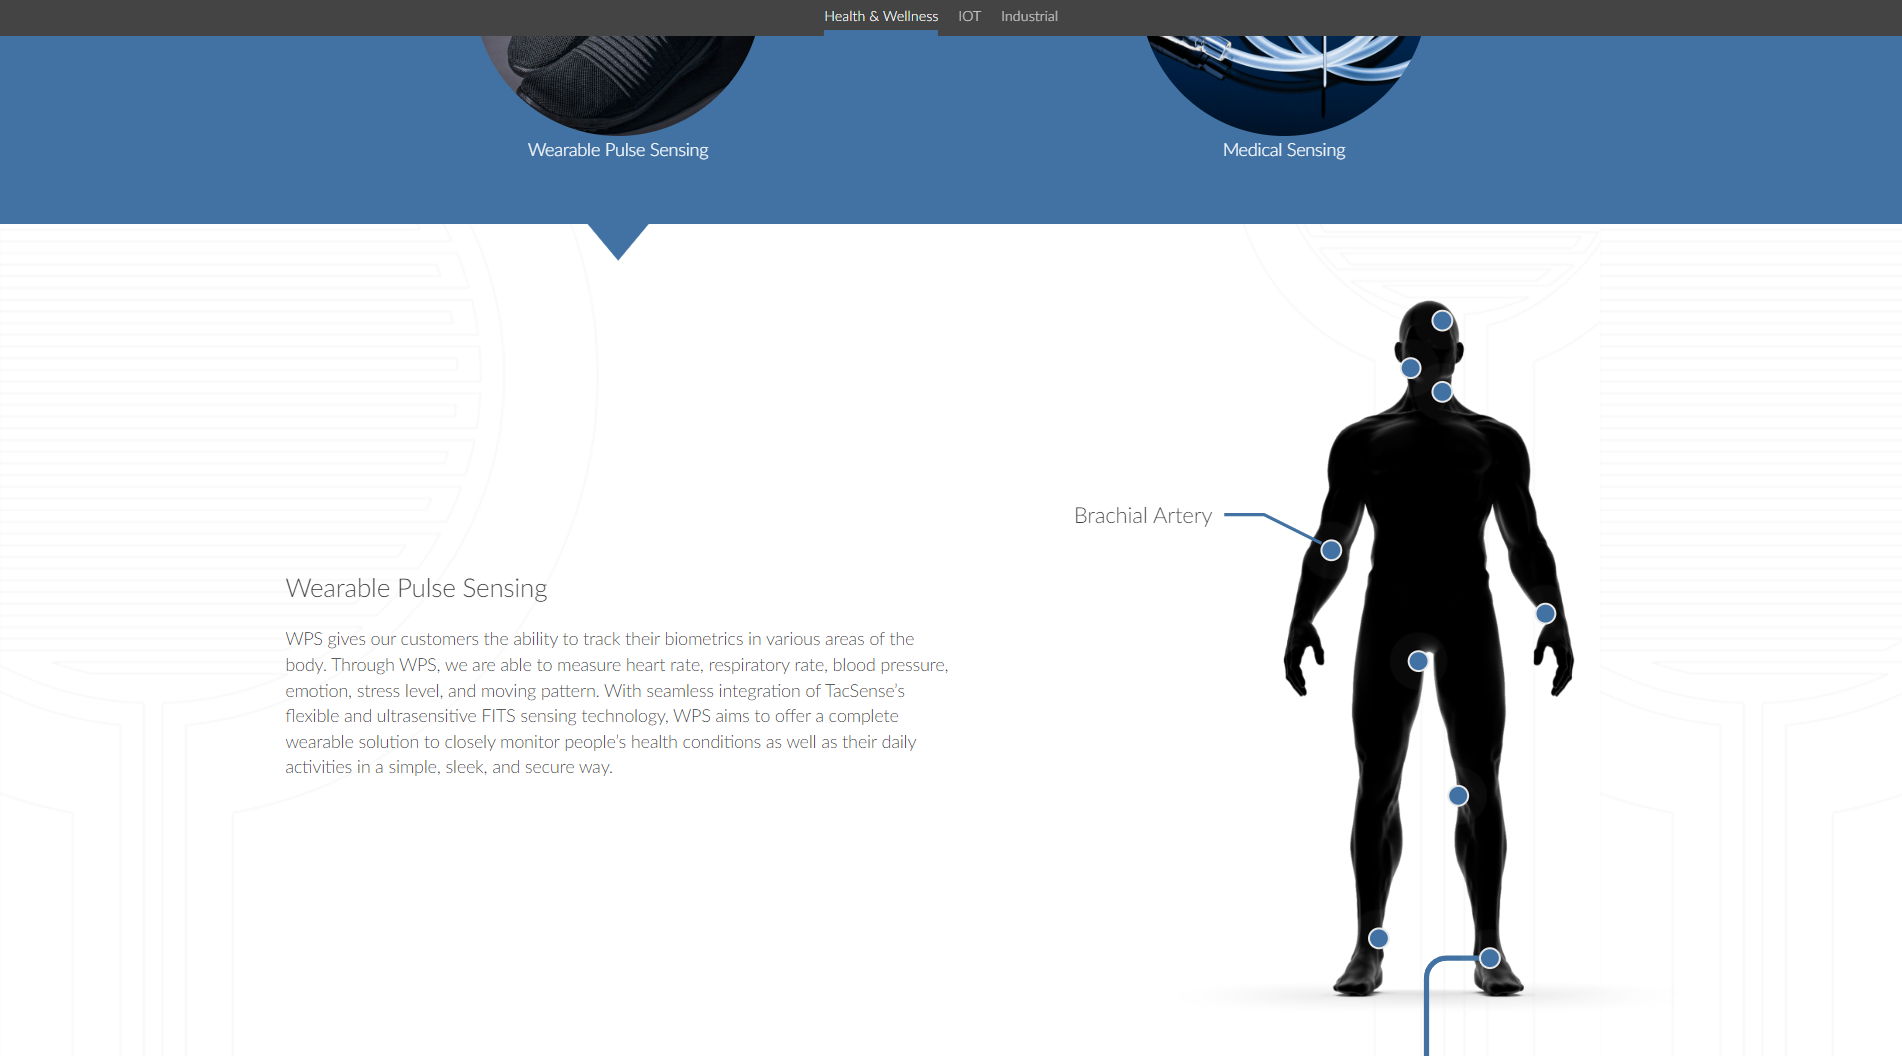 Health & Wellness IOT Industrial
Wearable Pulse Sensing
Medical Sensing
Brachial Artery
Wearable Pulse Sensing
WPS gives our customers the ability to track their biometrics in various areas of the
body. Through WPS, we are able to measure heart rate, respiratory rate, blood pressure,
emotion, stress level, and moving pattern. With seamless integration of TacSense’s
flexible and ultrasensitive FITS sensing technology, WPS aims to offer a complete
wearable solution to closely monitor people’s health conditions as well as their daily
activities in a simple, sleek, and secure way.